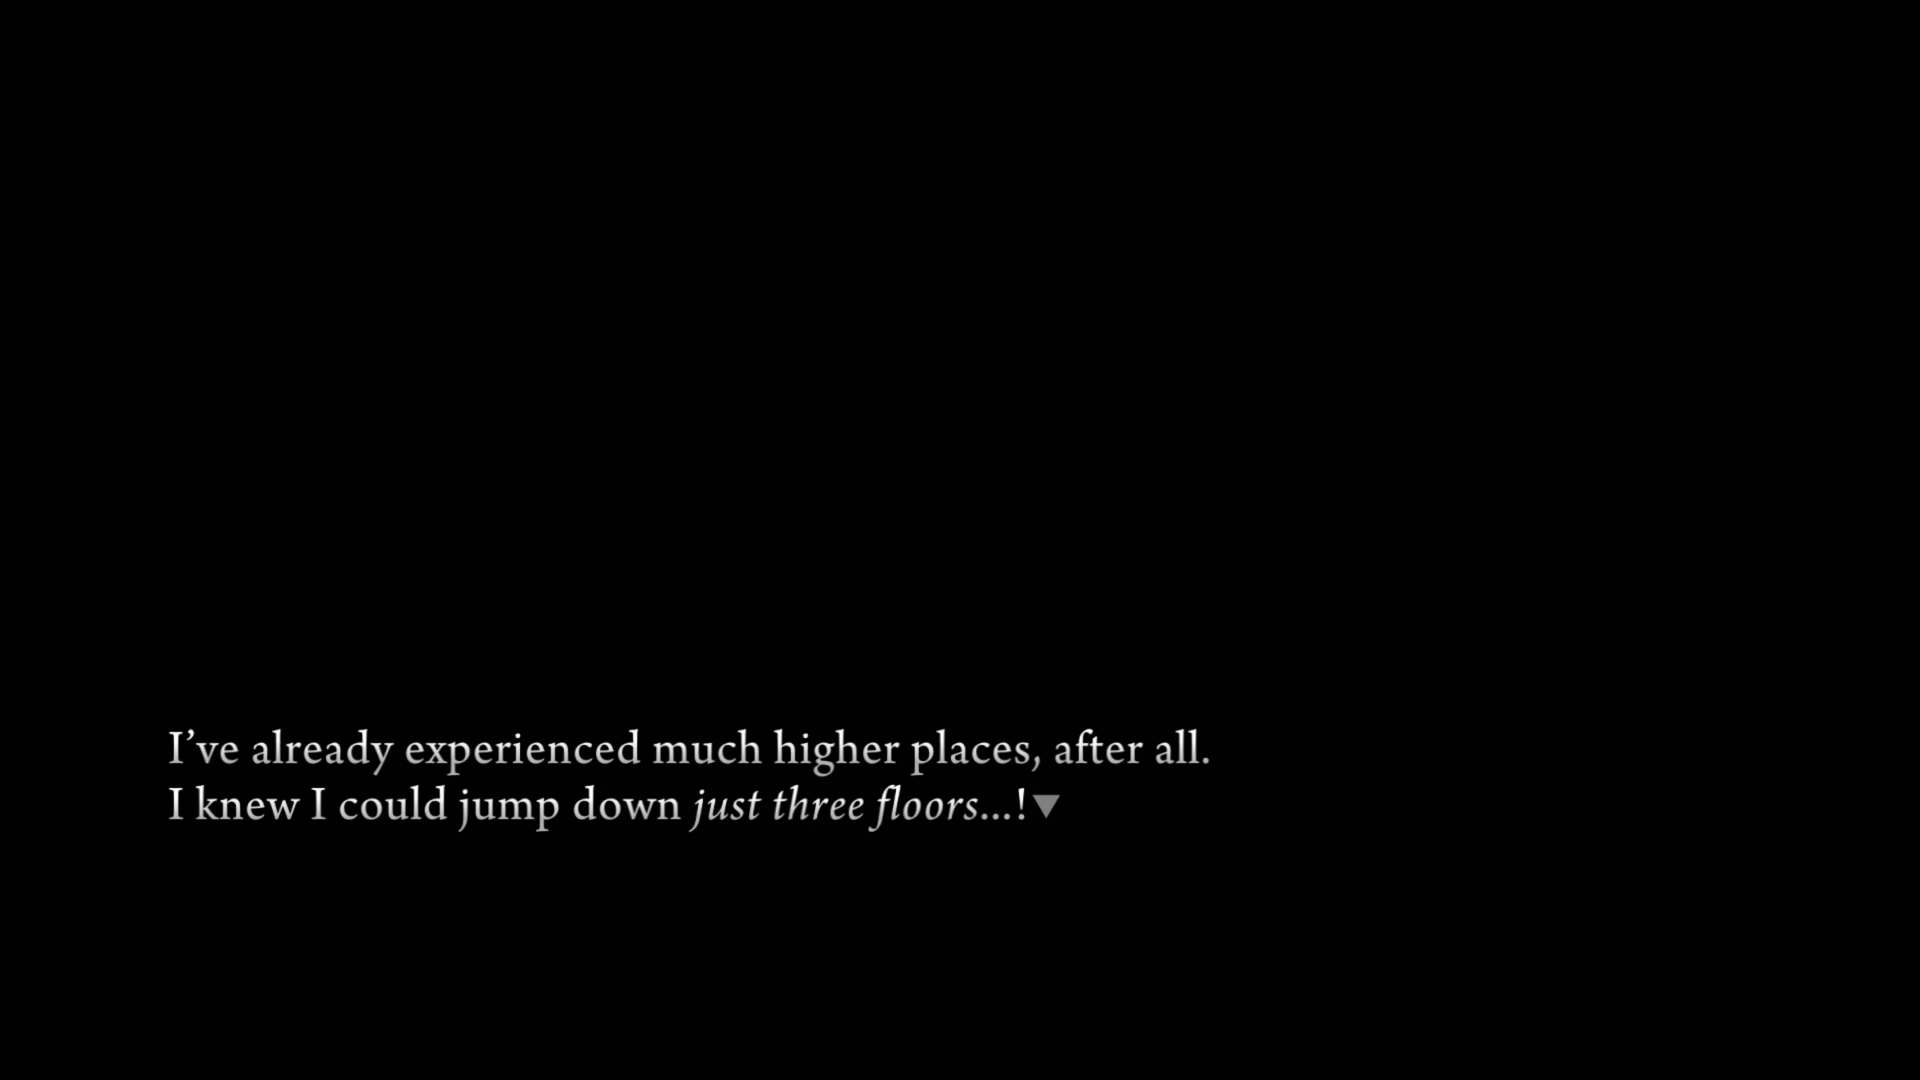 I’ve already experienced much higher places, after all.
I knew I could jump down just three floors...!